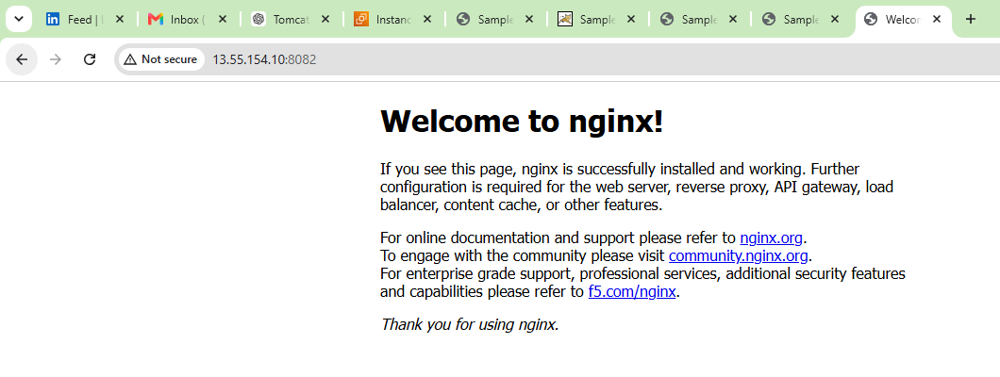 Feed | L
Inbox (
Tomcat
Instanc
Sample
Sample
Sample
Sample
Welcom
Not secure
13.55.154.10:8082
Welcome to nginx!
If you see this page, nginx is successfully installed and working. Further
configuration is required for the web server, reverse proxy, API gateway, load
balancer, content cache, or other features.
For online documentation and support please refer to nginx.org.
To engage with the community please visit community.nginx.org.
For enterprise grade support, professional services, additional security features
and capabilities please refer to f5.com/nginx.
Thank you for using nginx.